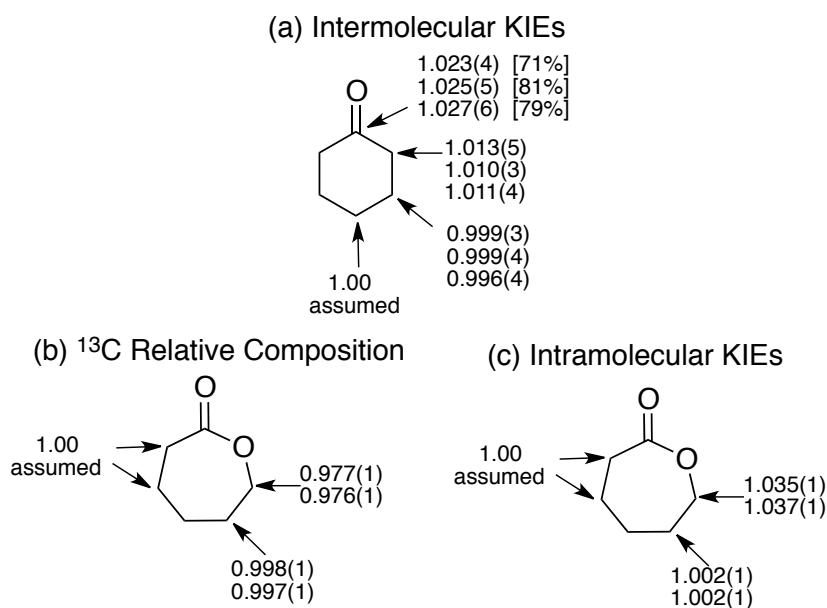 (a) Intermolecular KIEs
1.023(4) [71%]
1.025(5) [81%]
1.027(6) [79%]
O
1.013(5)
1.010(3)
1.011(4)
0.999(3)
0.999(4)
0.996(4)
1.00
assumed
(b) ¹³C Relative Composition
O
O
1.00
assumed
0.977(1)
0.976(1)
0.998(1)
0.997(1)
(c) Intramolecular KIEs
O
O
1.00
assumed
1.035(1)
1.037(1)
1.002(1)
1.002(1)